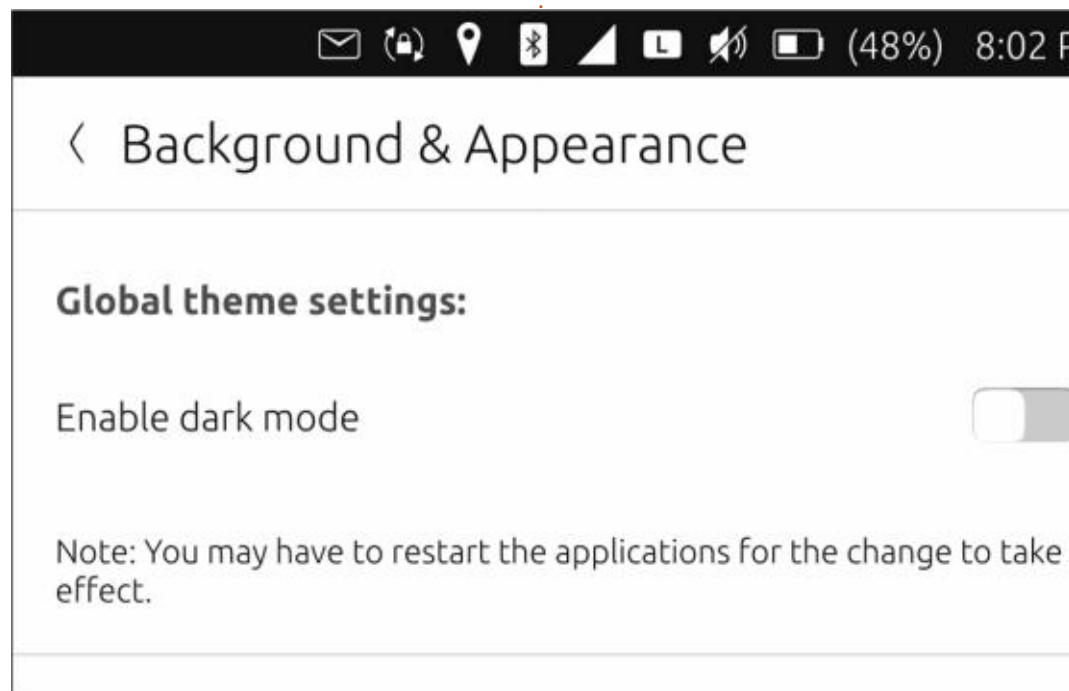 L (48%) 8:02 P
Background & Appearance
Global theme settings:
Enable dark mode
Note: You may have to restart the applications for the change to take
effect.